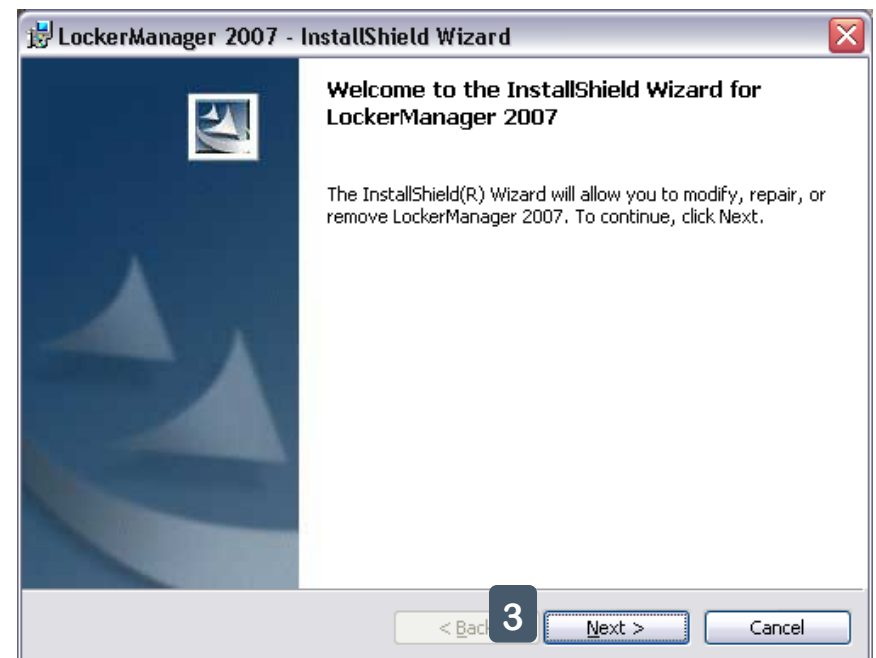 LockerManager 2007 - InstallShield Wizard
Welcome to the InstallShield Wizard for
LockerManager 2007
The InstallShield(R) Wizard will allow you to modify, repair, or
remove LockerManager 2007. To continue, click Next.
< Bac
3
Next >
Cancel